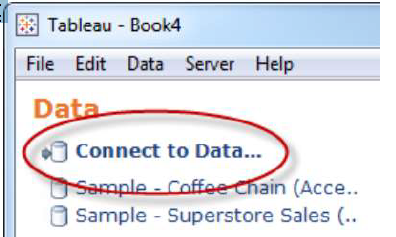 Tableau - Book4
File Edit Data Server Help
Data
Connect to Data...
Sample - Coffee Chain (Acce..
Sample - Superstore Sales (..